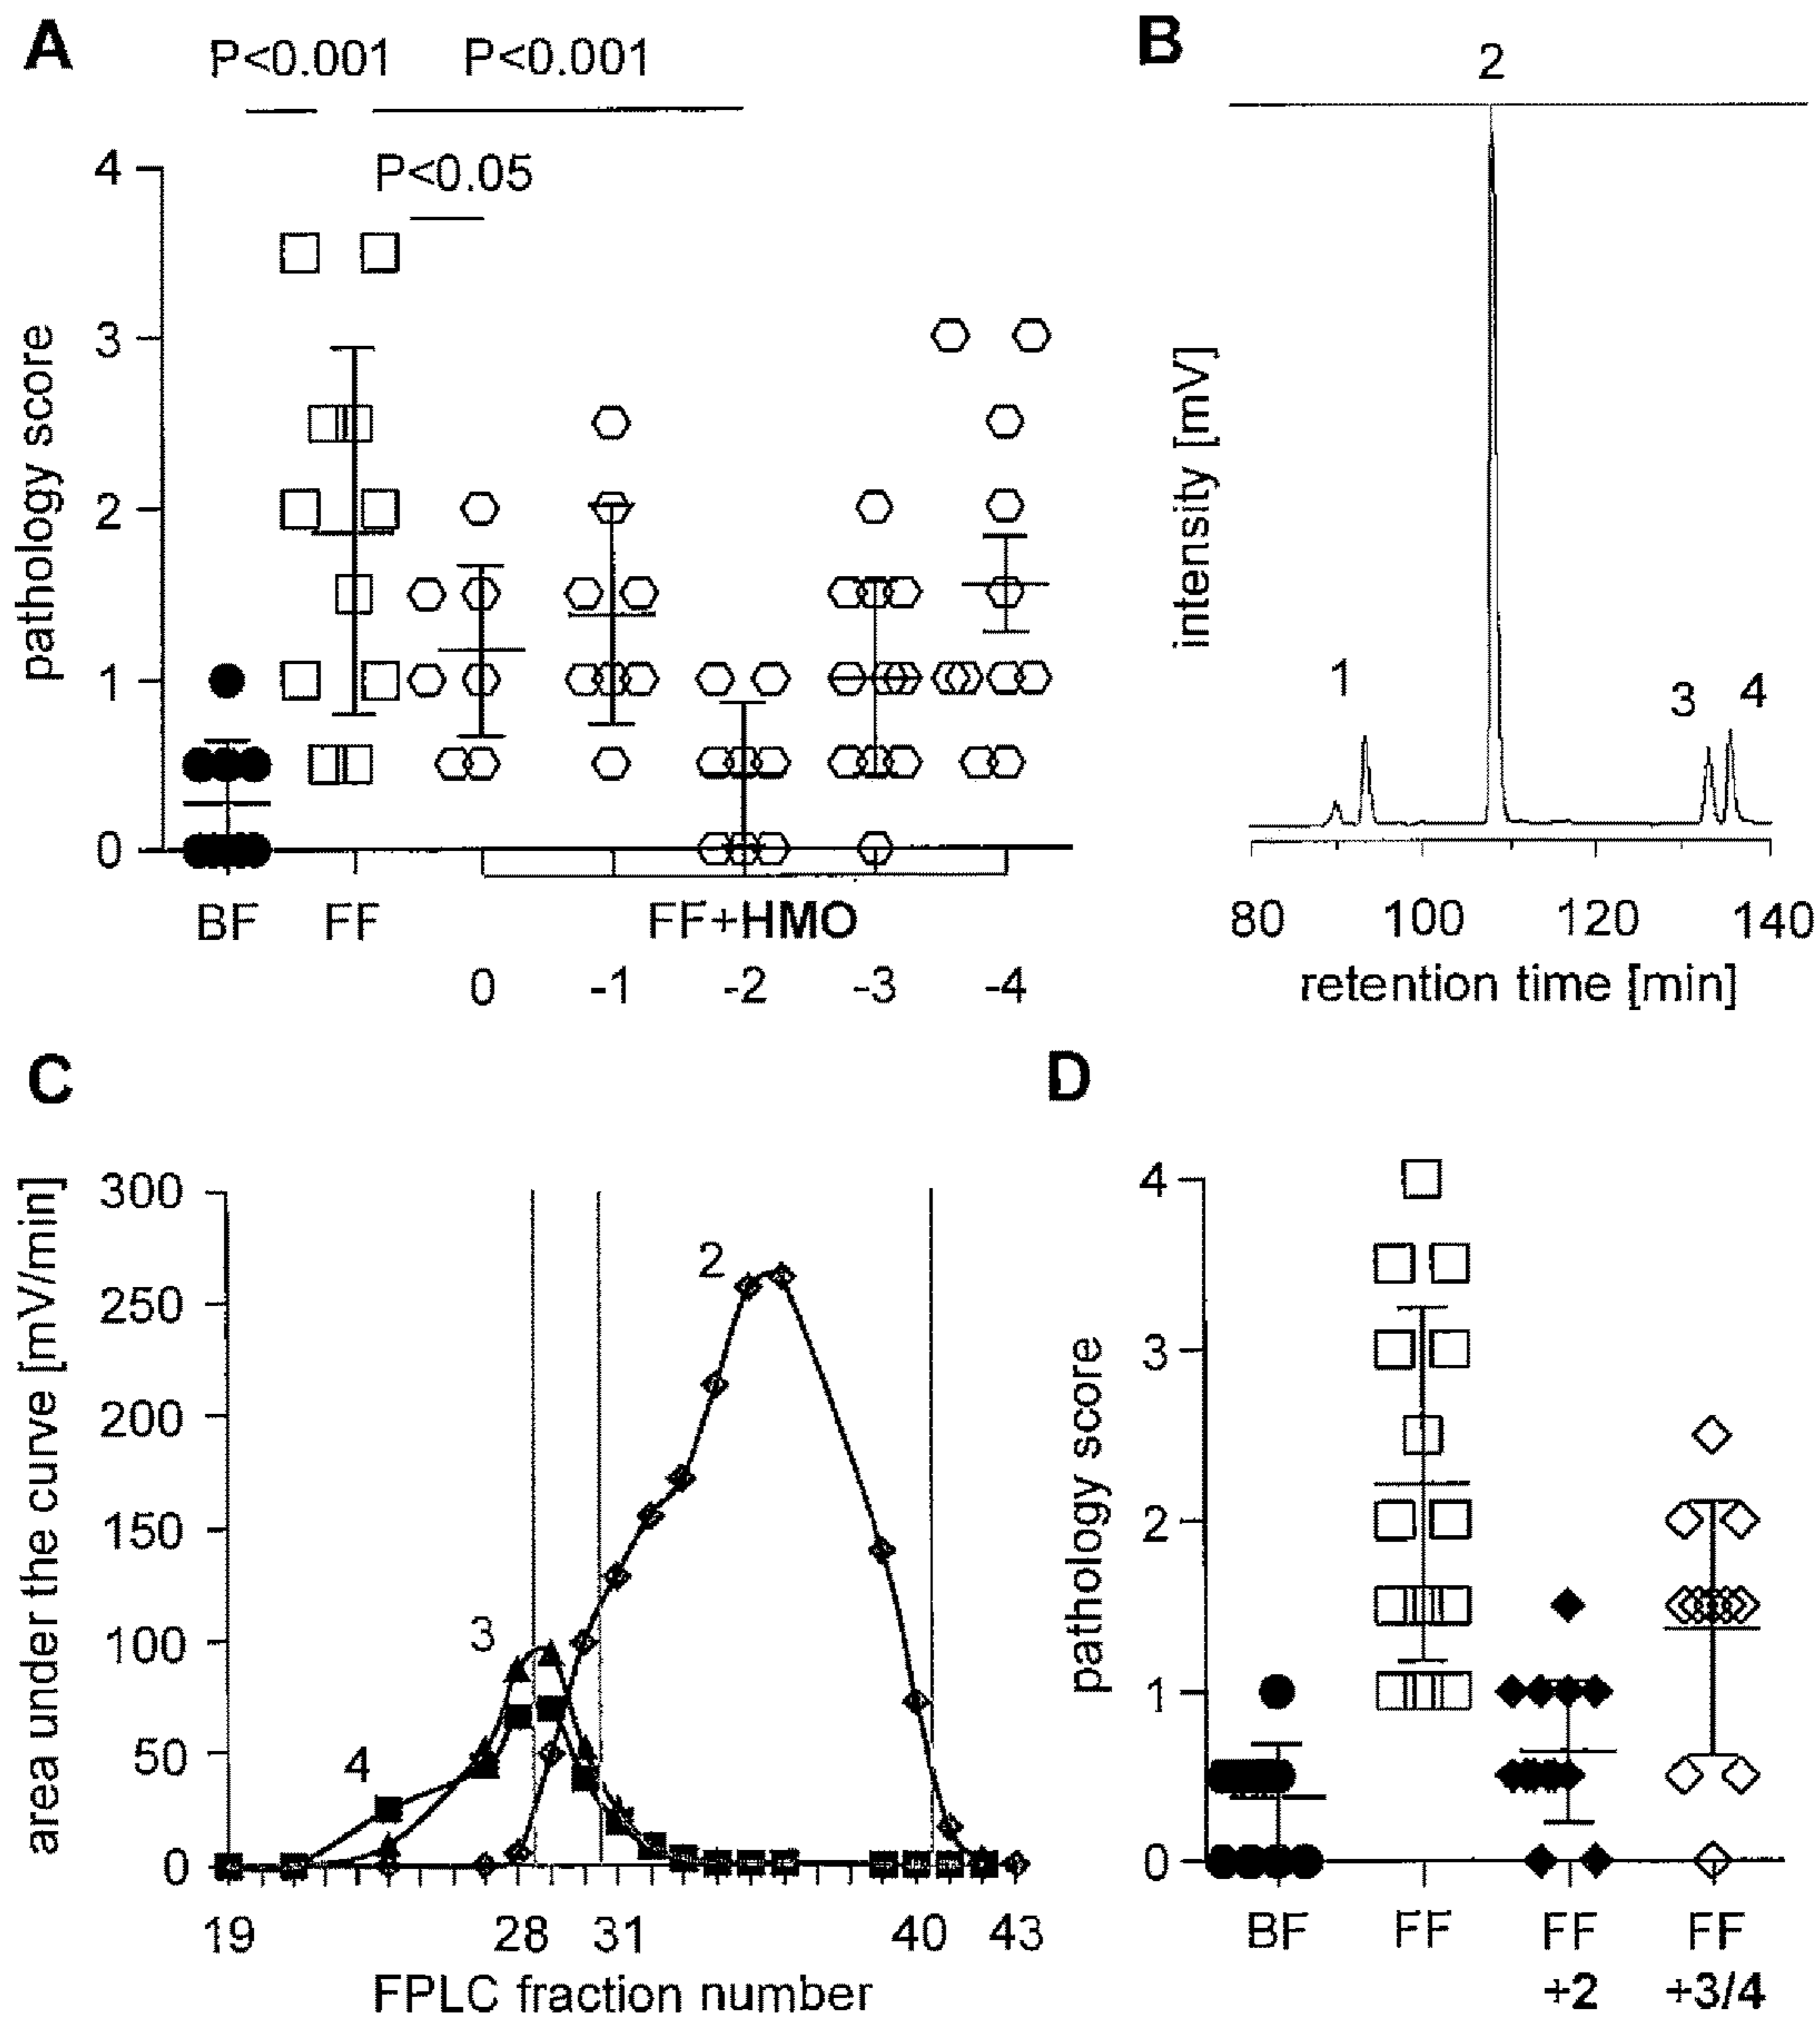 A
P<0.001 P<0.001
P<0.05
pathology score
4
3
2
1
0
BF FF FF+HMO
0 -1 -2 -3 -4
B
2
intensity [mV]
1 3 4
80 100 120 140
retention time [min]
C
area under the curve [mV/min]
300
250
200
150
100
50
0
2
3
4
19 28 31 40 43
FPLC fraction number
D
pathology score
4
3
2
1
0
BF FF FF FF
+2 +3/4